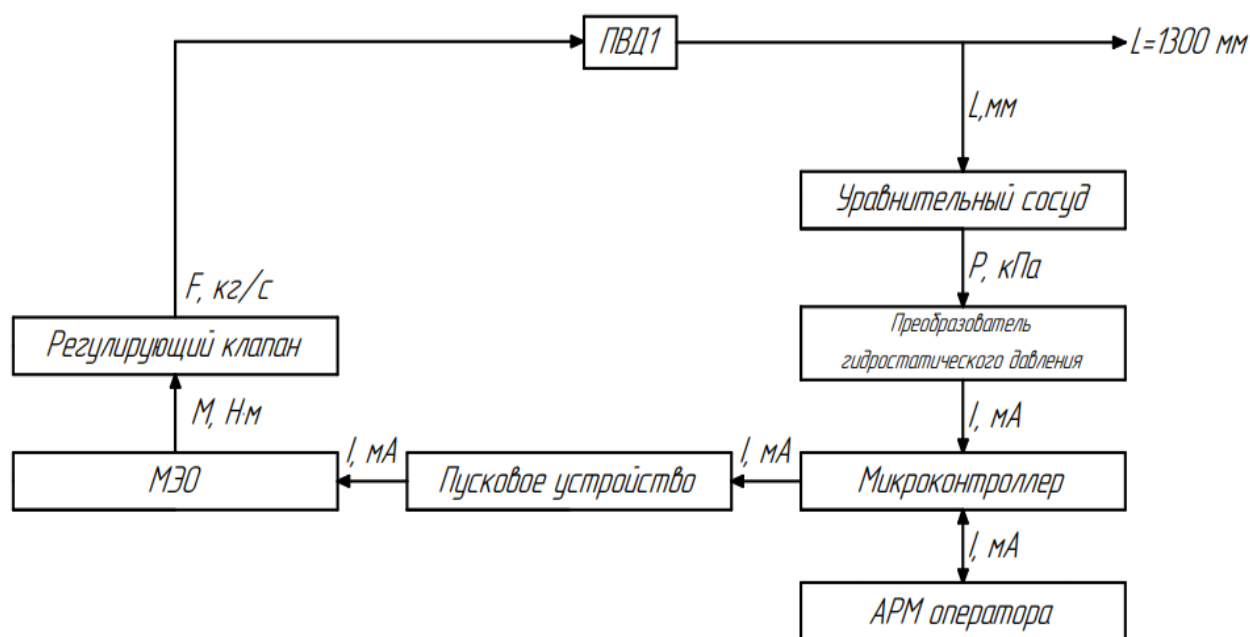 ПВД1
L=1300 мм
L,мм
Уравнительный сосуд
P, кПа
F, кг/с
Регулирующий клапан
Преобразователь
гидростатического давления
M, Н·м
I, мА
МЭО
I, мА
Пусковое устройство
I, мА
Микроконтроллер
I, мА
АРМ оператора